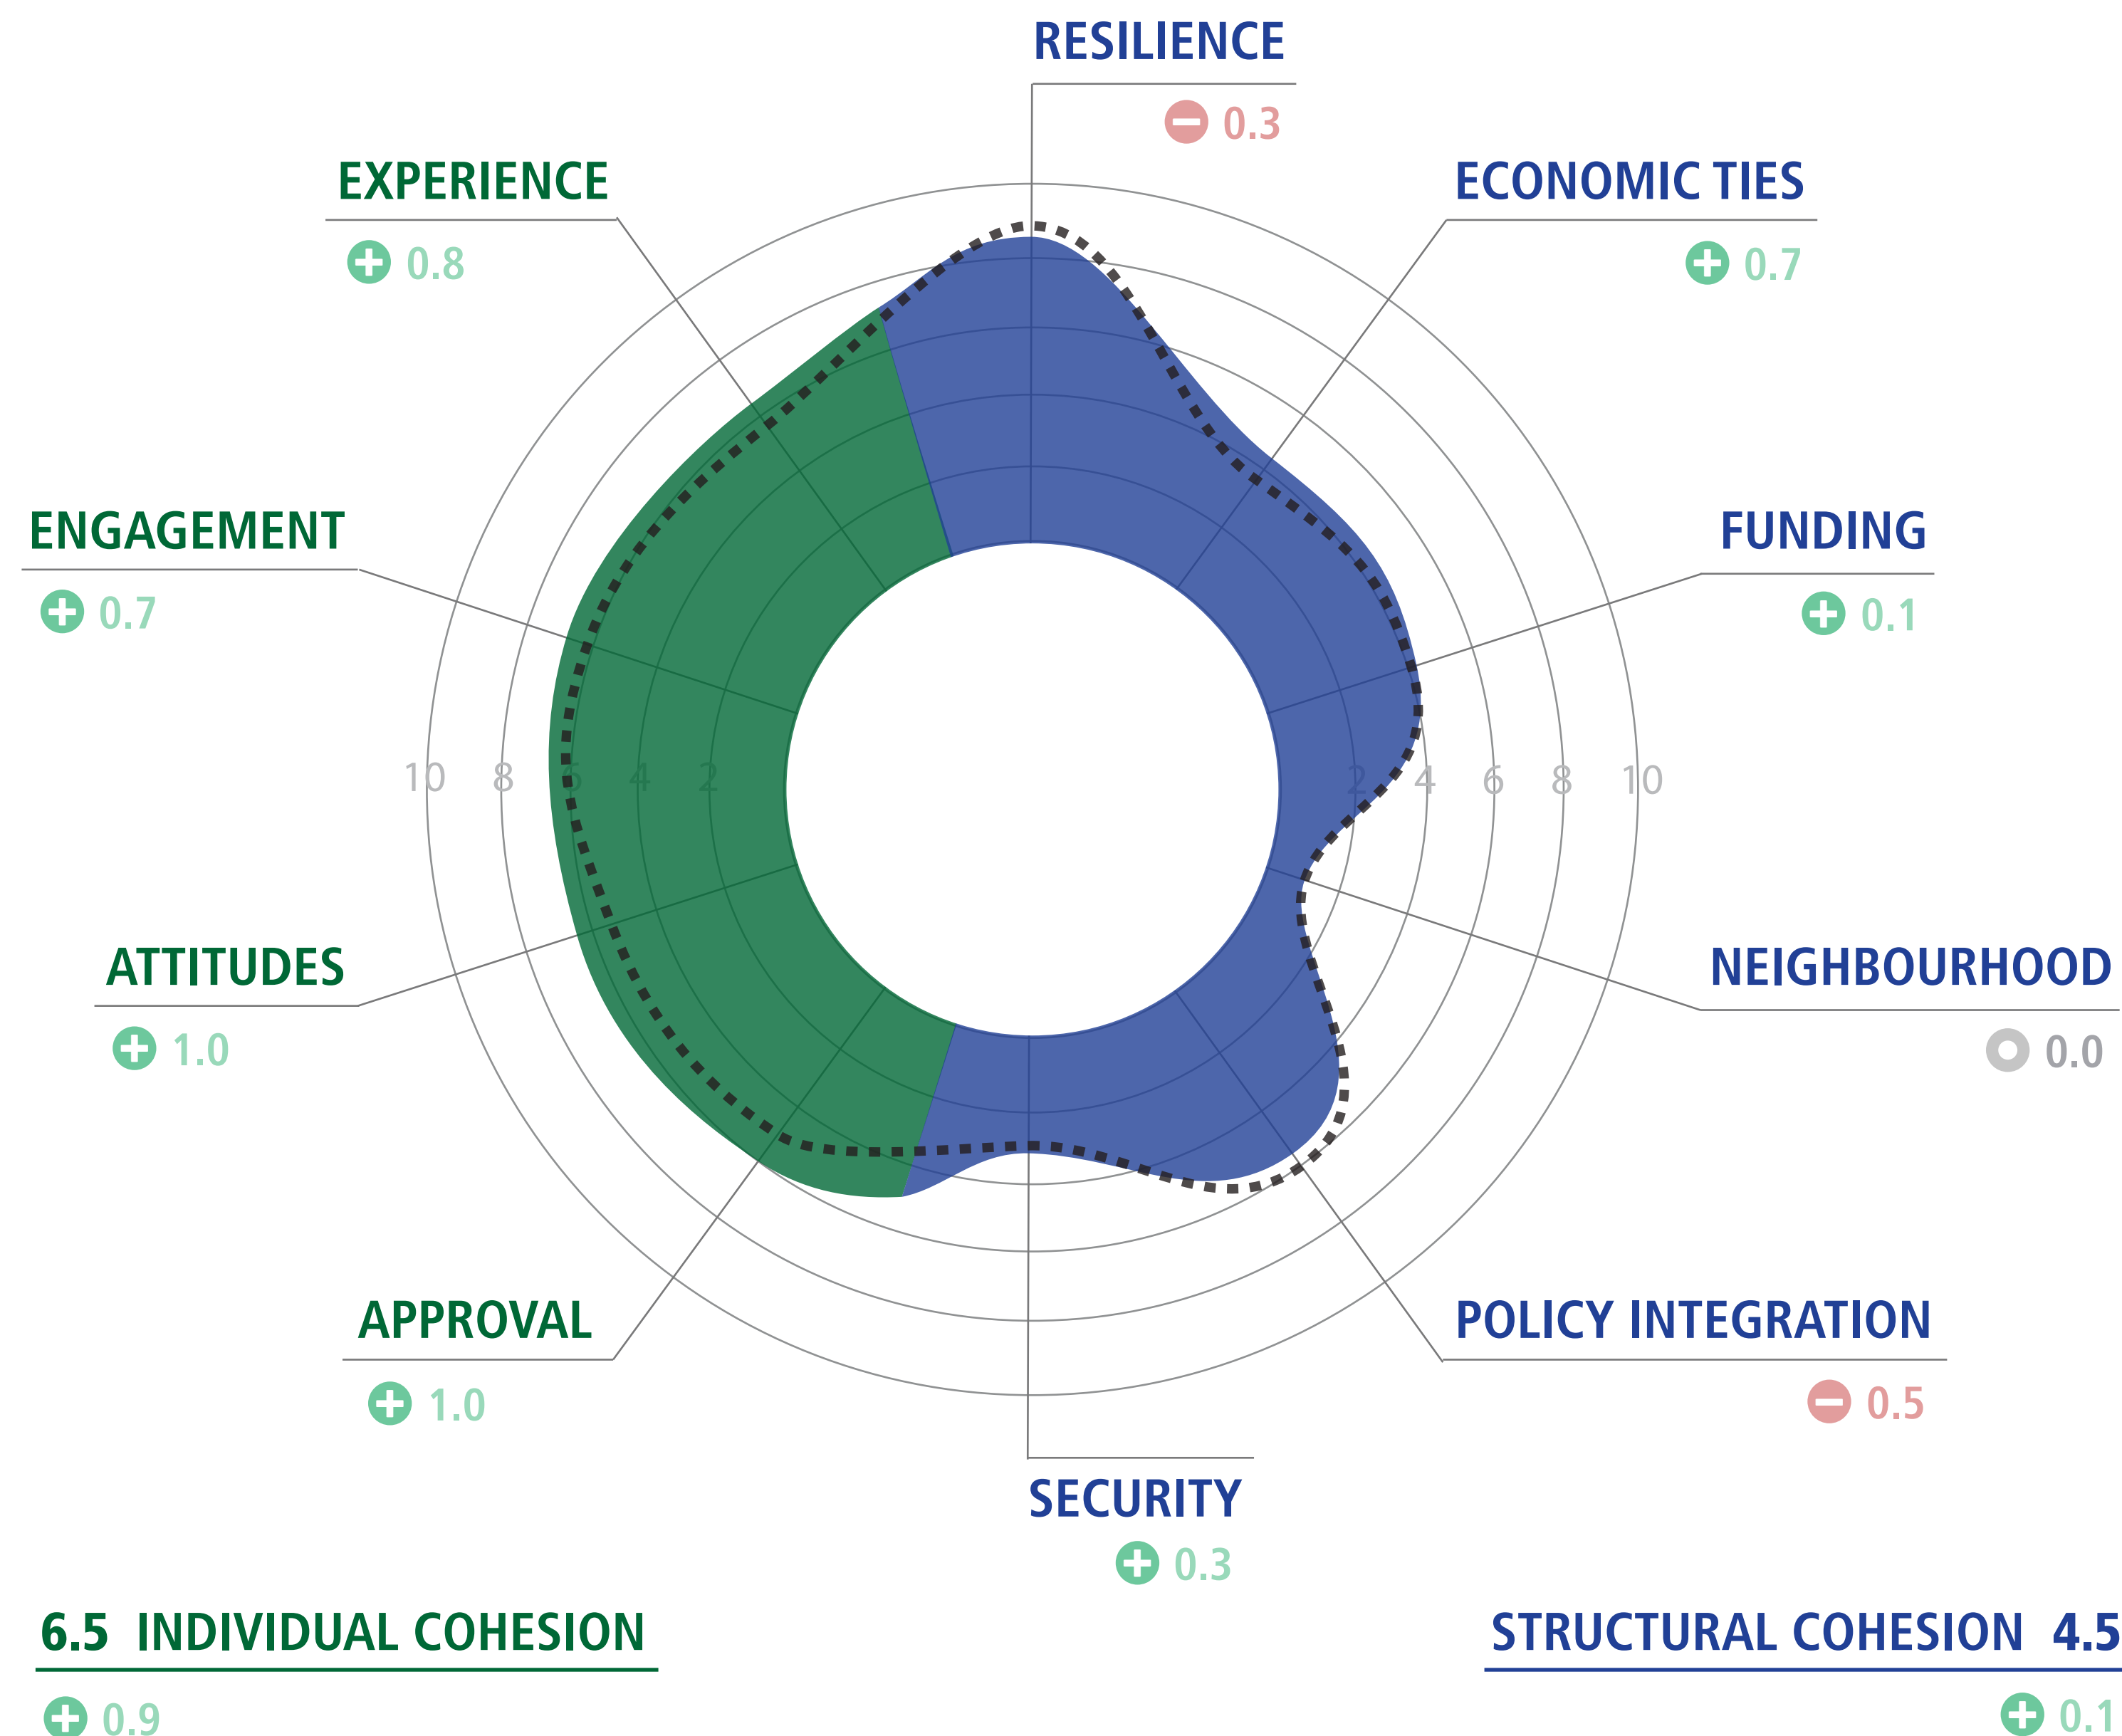 RESILIENCE
0.3
EXPERIENCE
0.8
ECONOMIC TIES
0.7
ENGAGEMENT
0.7
FUNDING
0.1
10 8 6 4 2
2 4 6 8 10
ATTITUDES
1.0
NEIGHBOURHOOD
0.0
APPROVAL
1.0
POLICY INTEGRATION
0.5
SECURITY
0.3
6.5 INDIVIDUAL COHESION
0.9
STRUCTURAL COHESION 4.5
0.1